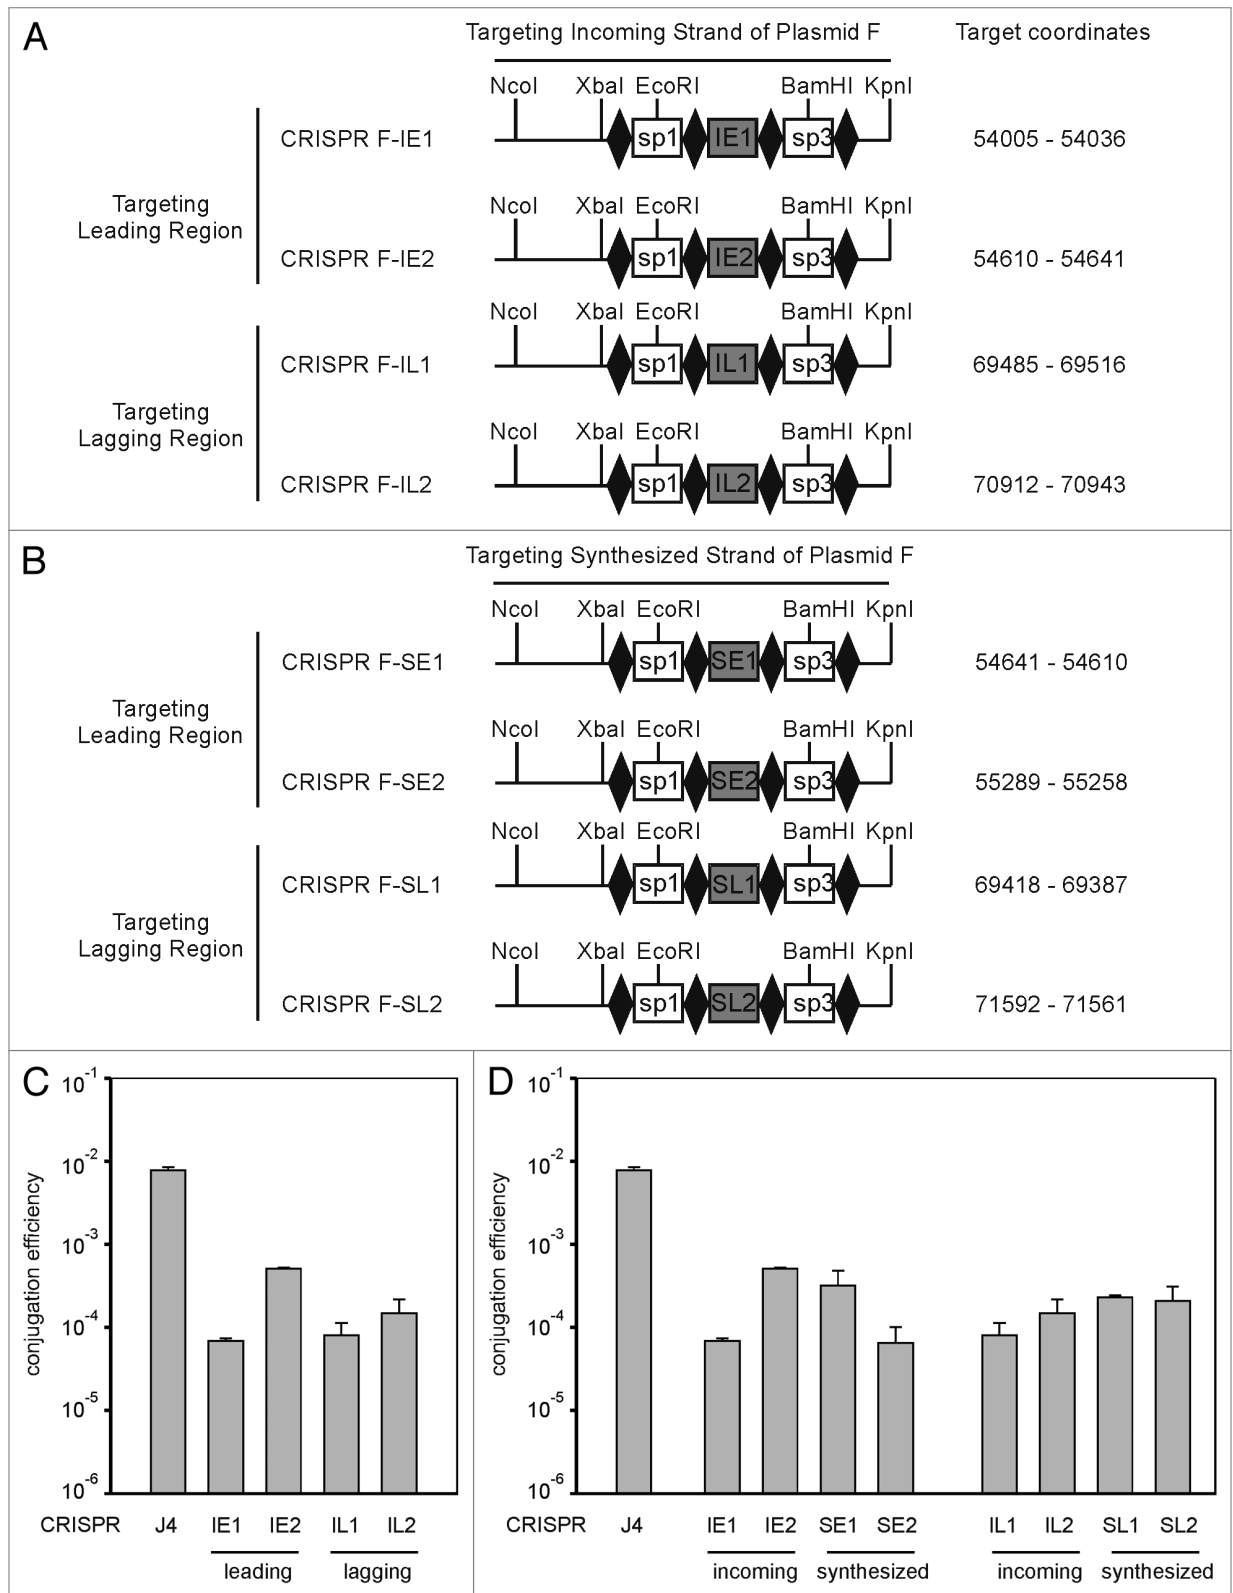 A
Targeting Incoming Strand of Plasmid F
Target coordinates
NcoI XbaI EcoRI BamHI KpnI
CRISPR F-IE1 sp1 IE1 sp3 54005 - 54036
Targeting
Leading Region
NcoI XbaI EcoRI BamHI KpnI
CRISPR F-IE2 sp1 IE2 sp3 54610 - 54641
NcoI XbaI EcoRI BamHI KpnI
CRISPR F-IL1 sp1 IL1 sp3 69485 - 69516
Targeting
Lagging Region
NcoI XbaI EcoRI BamHI KpnI
CRISPR F-IL2 sp1 IL2 sp3 70912 - 70943
B
Targeting Synthesized Strand of Plasmid F
NcoI XbaI EcoRI BamHI KpnI
CRISPR F-SE1 sp1 SE1 sp3 54641 - 54610
Targeting
Leading Region
NcoI XbaI EcoRI BamHI KpnI
CRISPR F-SE2 sp1 SE2 sp3 55289 - 55258
NcoI XbaI EcoRI BamHI KpnI
CRISPR F-SL1 sp1 SL1 sp3 69418 - 69387
Targeting
Lagging Region
NcoI XbaI EcoRI BamHI KpnI
CRISPR F-SL2 sp1 SL2 sp3 71592 - 71561
C
conjugation efficiency
10-1
10-2
10-3
10-4
10-5
10-6
CRISPR J4 IE1 IE2 IL1 IL2
leading lagging
D
conjugation efficiency
10-1
10-2
10-3
10-4
10-5
10-6
CRISPR J4 IE1 IE2 SE1 SE2 IL1 IL2 SL1 SL2
incoming synthesized incoming synthesized